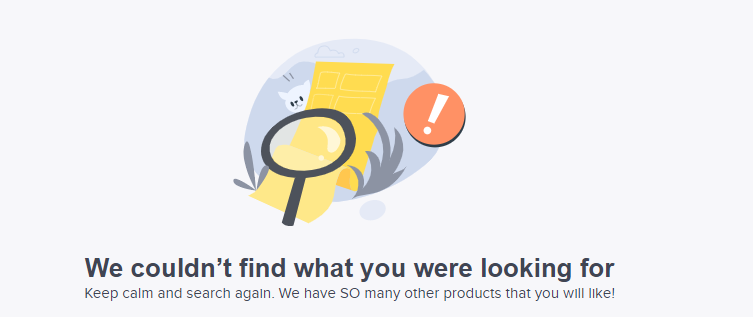 We couldn’t find what you were looking for
Keep calm and search again. We have SO many other products that you will like!